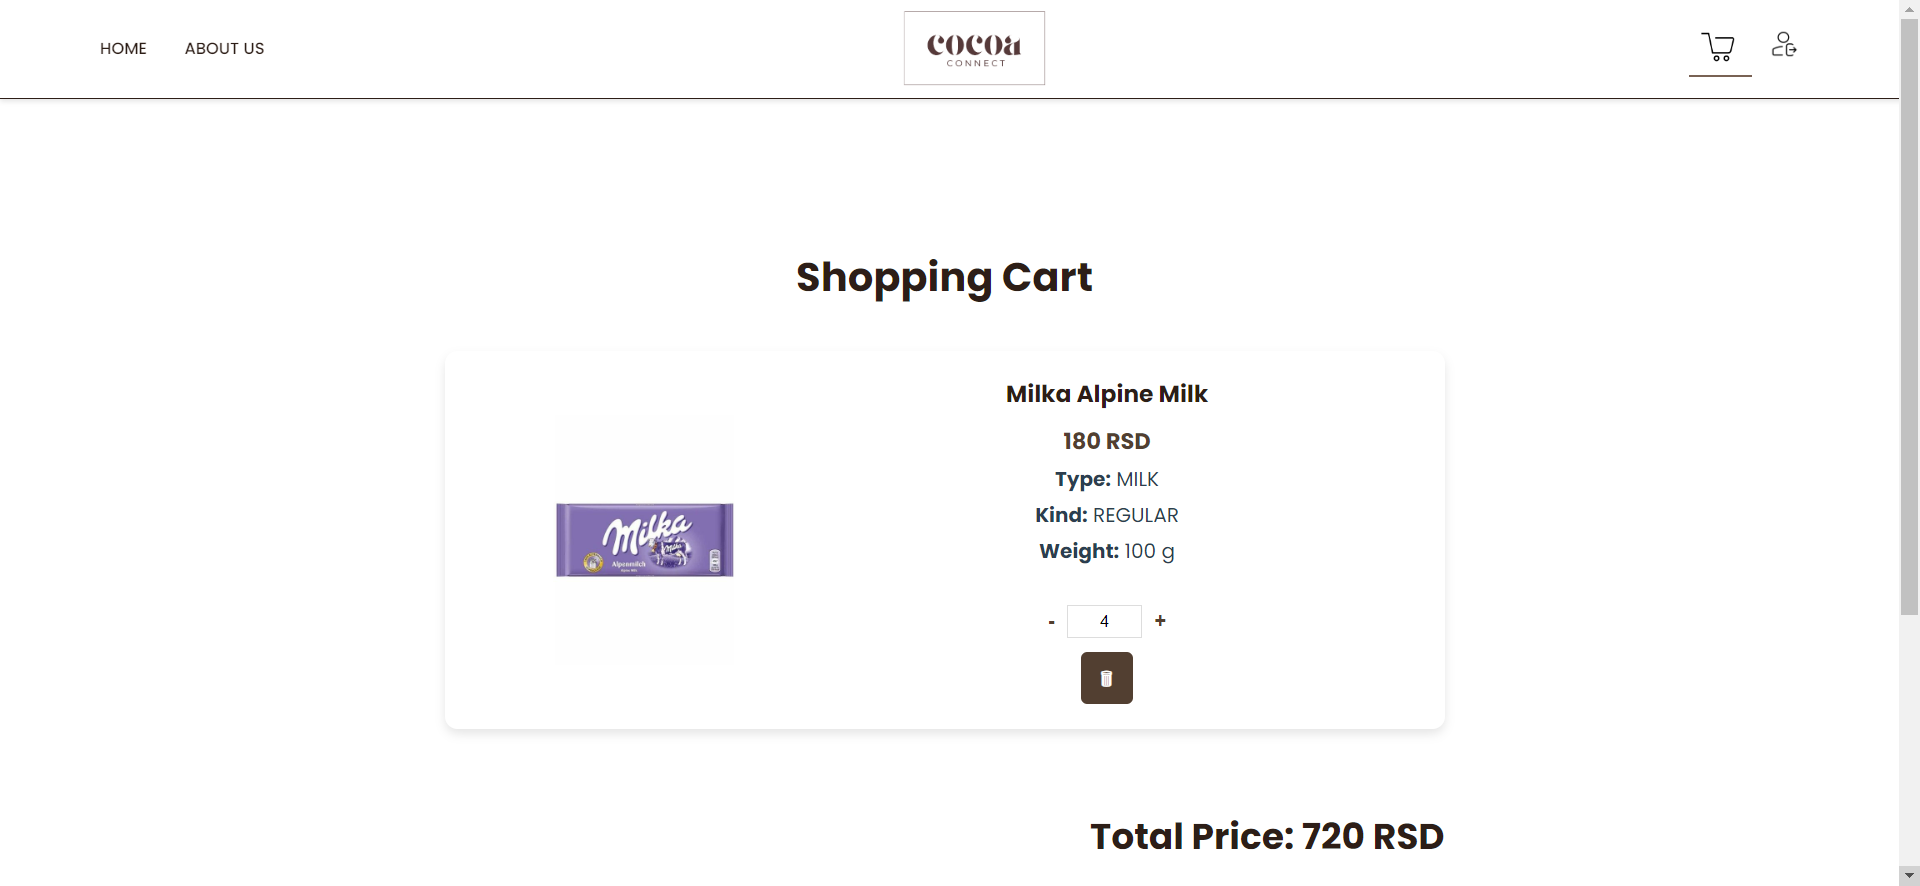 HOME
ABOUT US
cocoa
CONNECT
Shopping Cart
Milka Alpine Milk
180 RSD
Type: MILK
Kind: REGULAR
Weight: 100 g
Milka
Milka
Alpenmilch
- 4 +
Total Price: 720 RSD